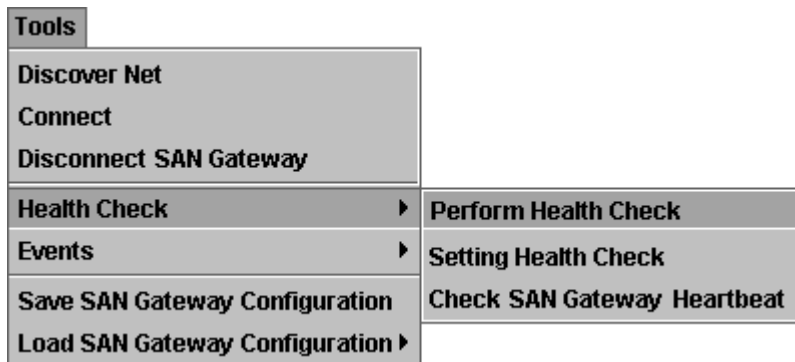 Tools
Discover Net
Connect
Disconnect SAN Gateway
Health Check
Perform Health Check
Events
Setting Health Check
Save SAN Gateway Configuration
Check SAN Gateway Heartbeat
Load SAN Gateway Configuration